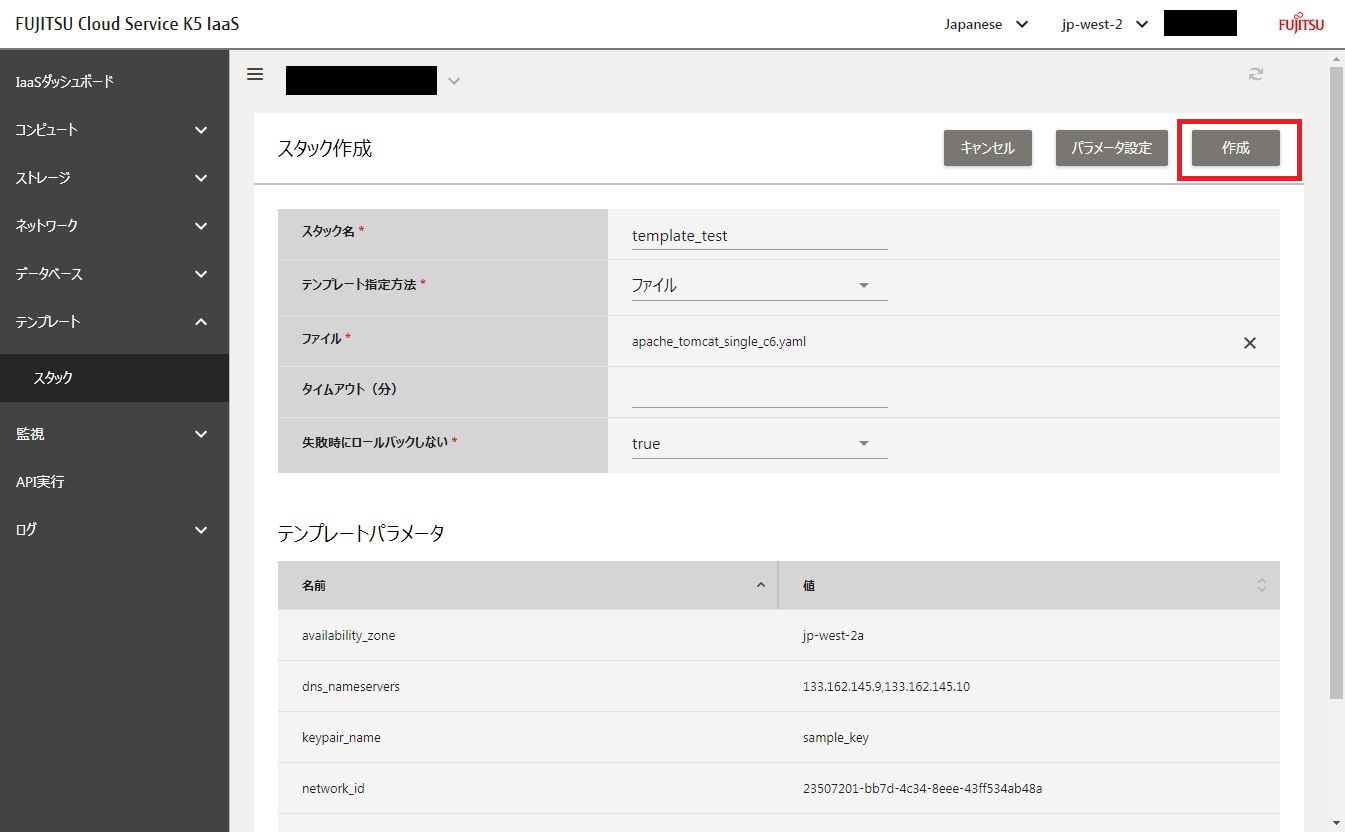 FUJITSU Cloud Service K5 IaaS
Japanese
jp-west-2
FUJITSU
IaaSダッシュボード
コンピュート
ストレージ
ネットワーク
データベース
テンプレート
スタック
監視
API実行
ログ
スタック作成
キャンセル
パラメータ設定
作成
スタック名 *
template_test
テンプレート指定方法 *
ファイル
ファイル *
apache_tomcat_single_c6.yaml
タイムアウト（分）
失敗時にロールバックしない *
true
テンプレートパラメータ
名前
値
availability_zone
jp-west-2a
dns_nameservers
133.162.145.9,133.162.145.10
keypair_name
sample_key
network_id
23507201-bb7d-4c34-8eee-43ff534ab48a